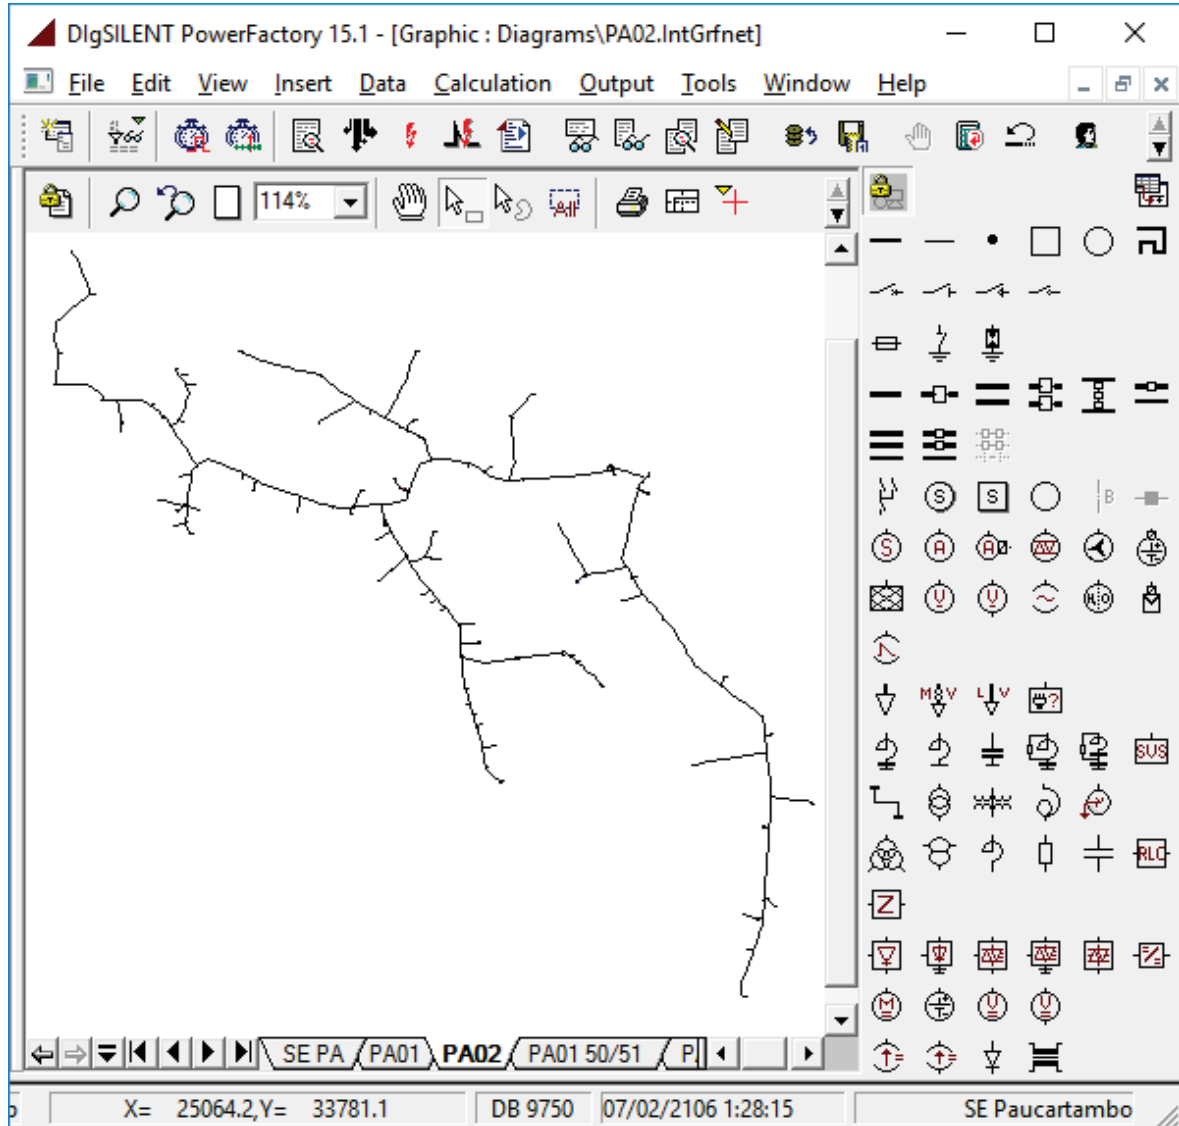 DIgSILENT PowerFactory 15.1 - [Graphic : Diagrams\PA02.IntGrfnet]
File Edit View Insert Data Calculation Output Tools Window Help
114%
B
S S
S A A
M V L V ?
SVS
RLC
Z
M
SE PA PA01 PA02 PA01 50/51
X= 25064.2,Y= 33781.1 DB 9750 07/02/2106 1:28:15 SE Paucartambo